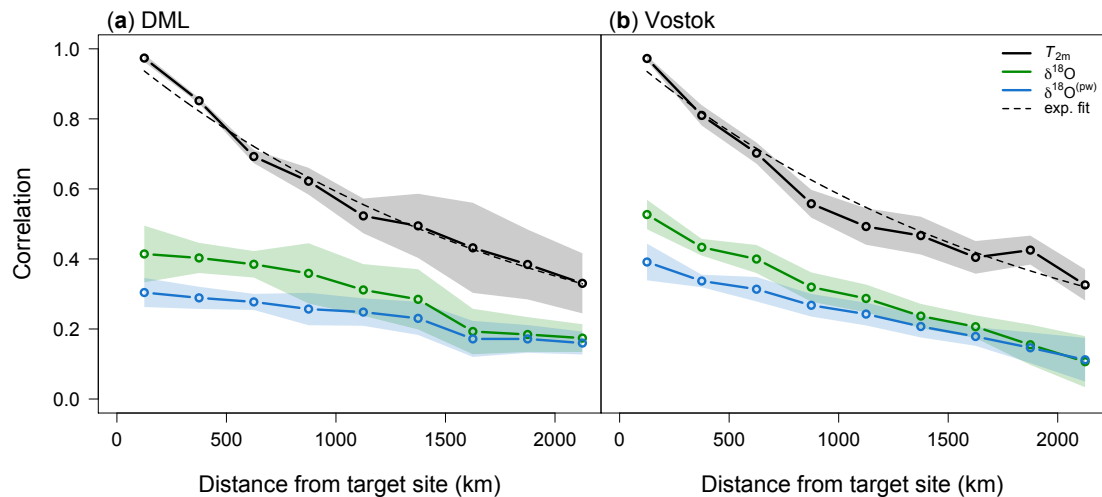 (a) DML
(b) Vostok
T2m
δ18O
δ18O(pw)
exp. fit
Correlation
1.0
0.8
0.6
0.4
0.2
0.0
0 500 1000 1500 2000
0 500 1000 1500 2000
Distance from target site (km)
Distance from target site (km)